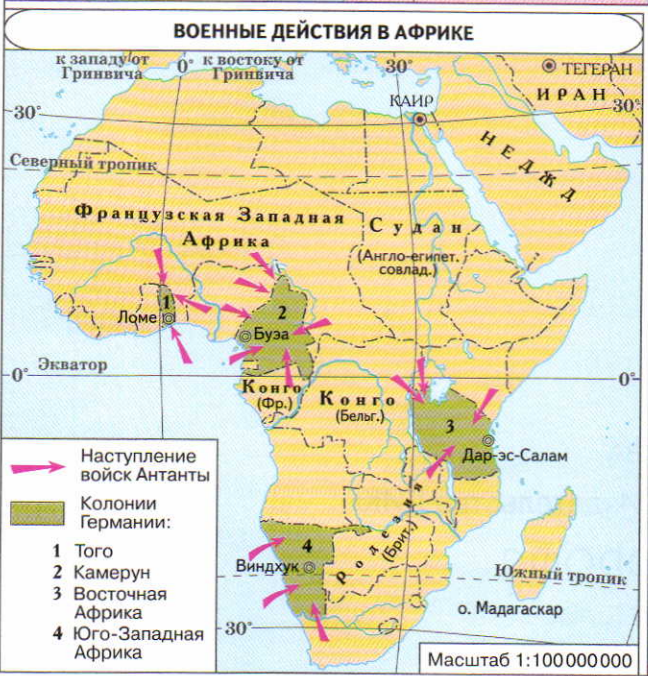 ВОЕННЫЕ ДЕЙСТВИЯ В АФРИКЕ
к западу от
Гринвича
0°
к востоку от
Гринвича
30°
ТЕГЕРАН
ИРАН
30°
КАИР
30°
НЕДЖД
Северный тропик
Французская Западная
Африка
Судан
(Англо-египет.
совлад.)
1
Ломе
2
Буэа
Экватор
0°
0°
Конго
(Фр.)
Конго
(Бельг.)
3
Дар-эс-Салам
Родезия
(Брит.)
4
Виндхук
Южный тропик
о. Мадагаскар
30°
Наступление
войск Антанты
Колонии
Германии:
1 Того
2 Камерун
3 Восточная
Африка
4 Юго-Западная
Африка
Масштаб 1:100 000 000